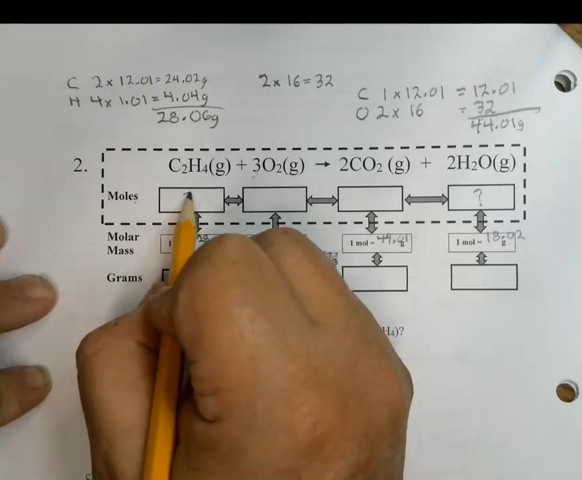 C 2 x 12.01 = 24.02g
H 4 x 1.01 = 4.04g
28.06g
2 x 16 = 32
C 1 x 12.01 = 12.01
O 2 x 16 = 32
44.01g
2. C₂H₄(g) + 3O₂(g) → 2CO₂ (g) + 2H₂O(g)
Moles ?
Molar Mass 1 mol = 44.01 1 mol = 18.02 g
Grams
H₄)?